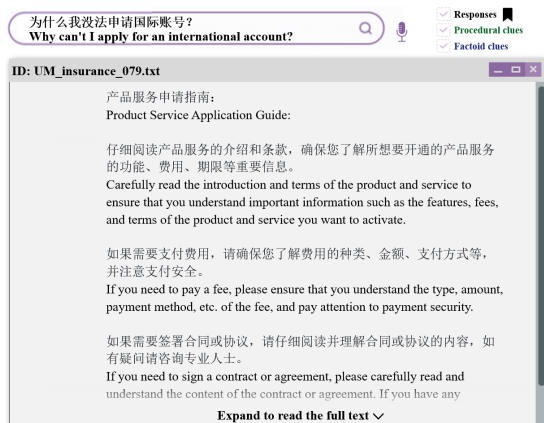 为什么我没法申请国际账号？
Why can't I apply for an international account?
Responses
Procedural clues
Factoid clues
ID: UM_insurance_079.txt
产品服务申请指南：
Product Service Application Guide:
仔细阅读产品服务的介绍和条款，确保您了解所想要开通的产品服务
的功能、费用、期限等重要信息。
Carefully read the introduction and terms of the product and service to
ensure that you understand important information such as the features, fees,
and terms of the product and service you want to activate.
如果需要支付费用，请确保您了解费用的种类、金额、支付方式等，
并注意支付安全。
If you need to pay a fee, please ensure that you understand the type, amount,
payment method, etc. of the fee, and pay attention to payment security.
如果需要签署合同或协议，请仔细阅读并理解合同或协议的内容，如
有疑问请咨询专业人士。
If you need to sign a contract or agreement, please carefully read and
understand the content of the contract or agreement. If you have any
Expand to read the full text